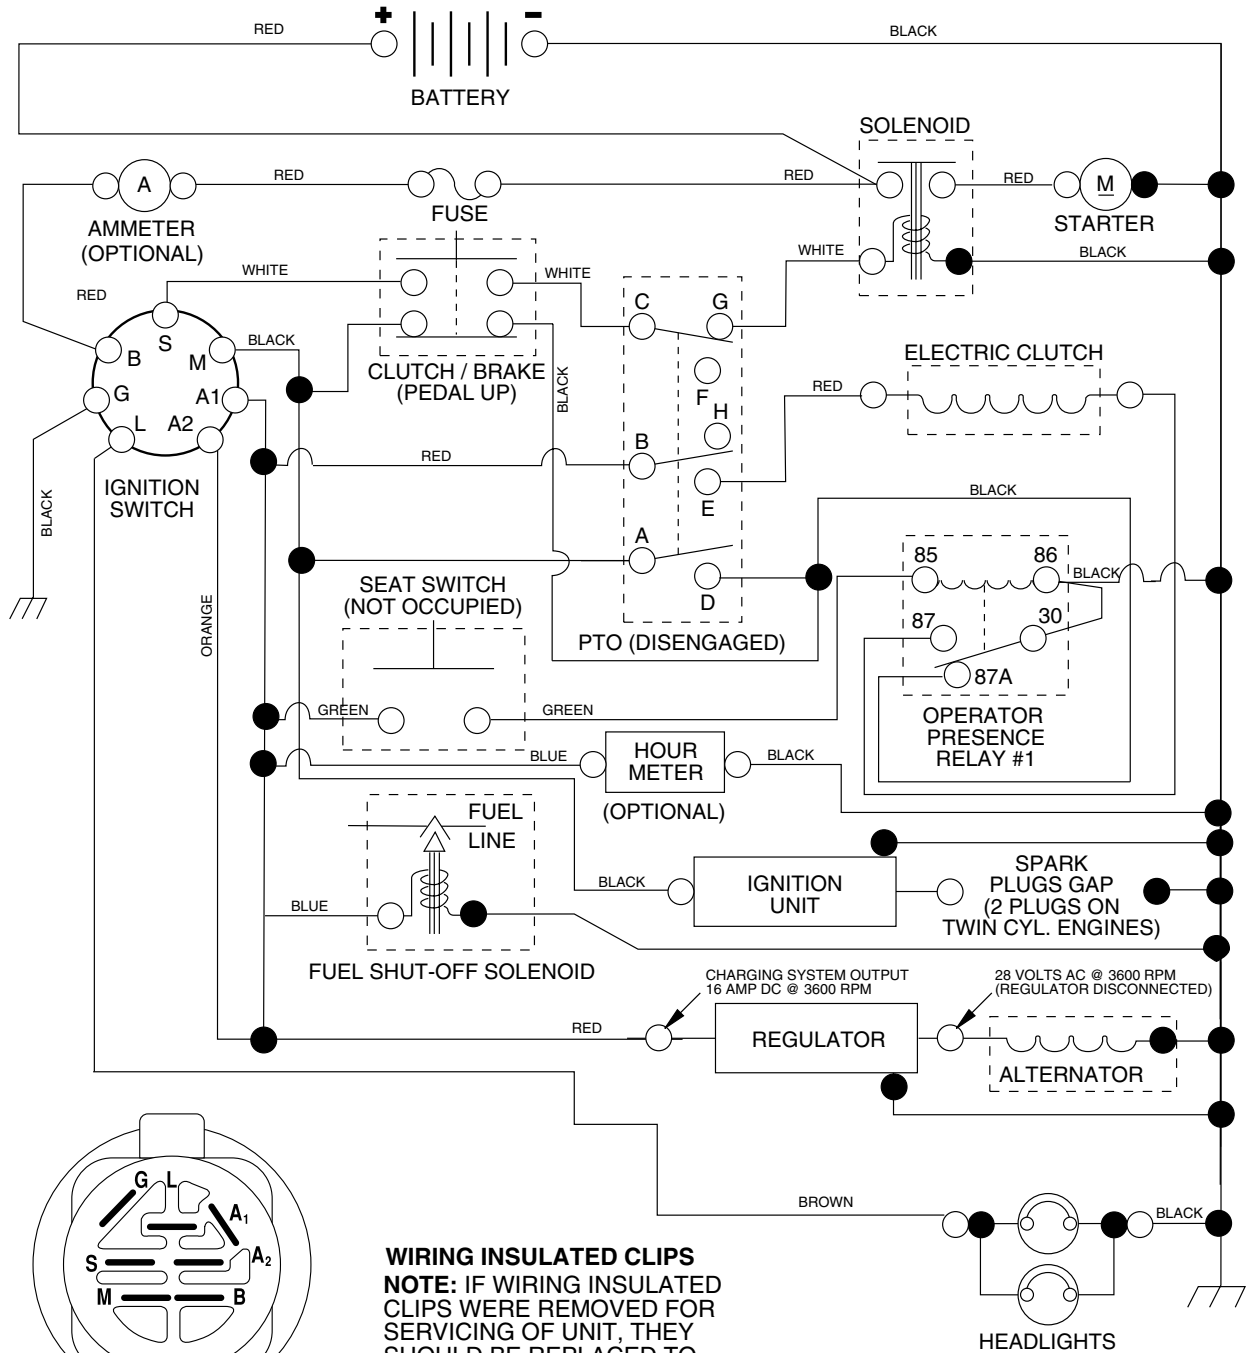 + −
RED
BLACK
BATTERY
SOLENOID
A
RED
RED
RED
M
FUSE
STARTER
AMMETER
(OPTIONAL)
WHITE
BLACK
WHITE
WHITE
RED
C
G
S
B
M
BLACK
CLUTCH / BRAKE
(PEDAL UP)
ELECTRIC CLUTCH
G
A1
F
RED
BLACK
L
A2
H
B
RED
E
IGNITION
SWITCH
BLACK
BLACK
A
85
86
SEAT SWITCH
(NOT OCCUPIED)
BLACK
D
ORANGE
87
30
PTO (DISENGAGED)
87A
GREEN
GREEN
OPERATOR
PRESENCE
RELAY #1
BLUE
HOUR
METER
BLACK
(OPTIONAL)
FUEL
LINE
SPARK
PLUGS GAP
(2 PLUGS ON
TWIN CYL. ENGINES)
BLACK
IGNITION
UNIT
BLUE
FUEL SHUT-OFF SOLENOID
CHARGING SYSTEM OUTPUT
16 AMP DC @ 3600 RPM
28 VOLTS AC @ 3600 RPM
(REGULATOR DISCONNECTED)
RED
REGULATOR
ALTERNATOR
G L
A1
S
A2
M
B
BROWN
BLACK
HEADLIGHTS
WIRING INSULATED CLIPS
NOTE: IF WIRING INSULATED
CLIPS WERE REMOVED FOR
SERVICING OF UNIT, THEY
SHOULD BE REPLACED TO